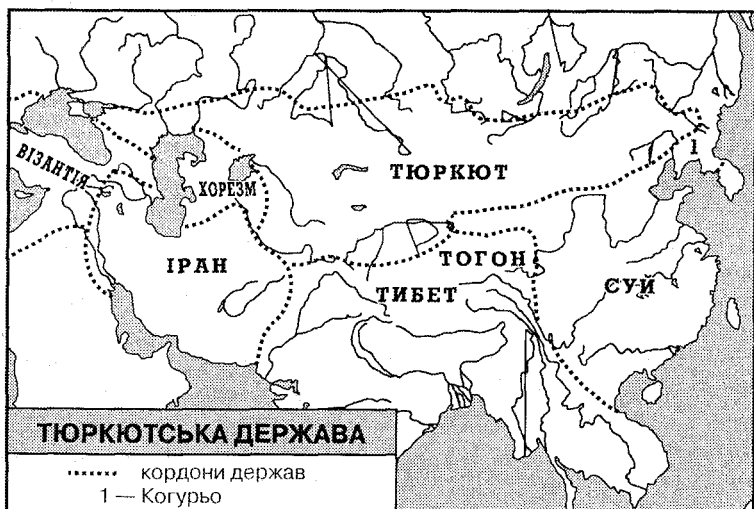 ВІЗАНТІЯ
ХОРЕЗМ
ТЮРКЮТ
1
ІРАН
ТОГОН
ТИБЕТ
СУЙ
ТЮРКЮТСЬКА ДЕРЖАВА
кордони держав
1 — Когурьо